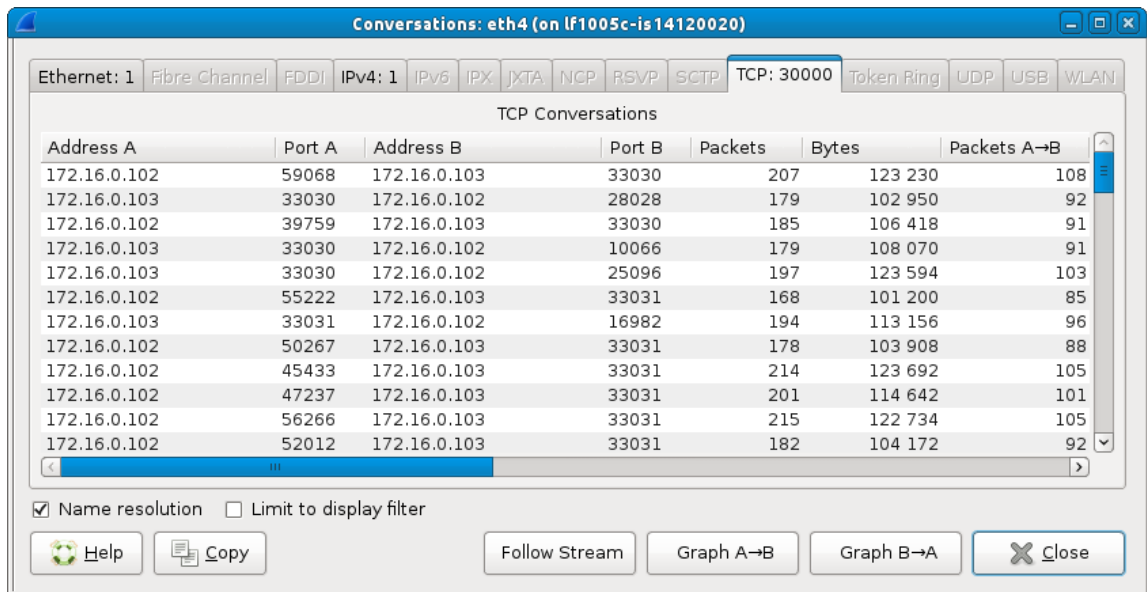 Conversations: eth4 (on lf1005c-is14120020)
Ethernet: 1 Fibre Channel FDDI IPv4: 1 IPv6 IPX JXTA NCP RSVP SCTP TCP: 30000 Token Ring UDP USB WLAN
TCP Conversations
Address A Port A Address B Port B Packets Bytes Packets A→B
172.16.0.102 59068 172.16.0.103 33030 207 123 230 108
172.16.0.103 33030 172.16.0.102 28028 179 102 950 92
172.16.0.102 39759 172.16.0.103 33030 185 106 418 91
172.16.0.103 33030 172.16.0.102 10066 179 108 070 91
172.16.0.103 33030 172.16.0.102 25096 197 123 594 103
172.16.0.102 55222 172.16.0.103 33031 168 101 200 85
172.16.0.103 33031 172.16.0.102 16982 194 113 156 96
172.16.0.102 50267 172.16.0.103 33031 178 103 908 88
172.16.0.102 45433 172.16.0.103 33031 214 123 692 105
172.16.0.102 47237 172.16.0.103 33031 201 114 642 101
172.16.0.102 56266 172.16.0.103 33031 215 122 734 105
172.16.0.102 52012 172.16.0.103 33031 182 104 172 92
Name resolution Limit to display filter
Help Copy Follow Stream Graph A→B Graph B→A Close